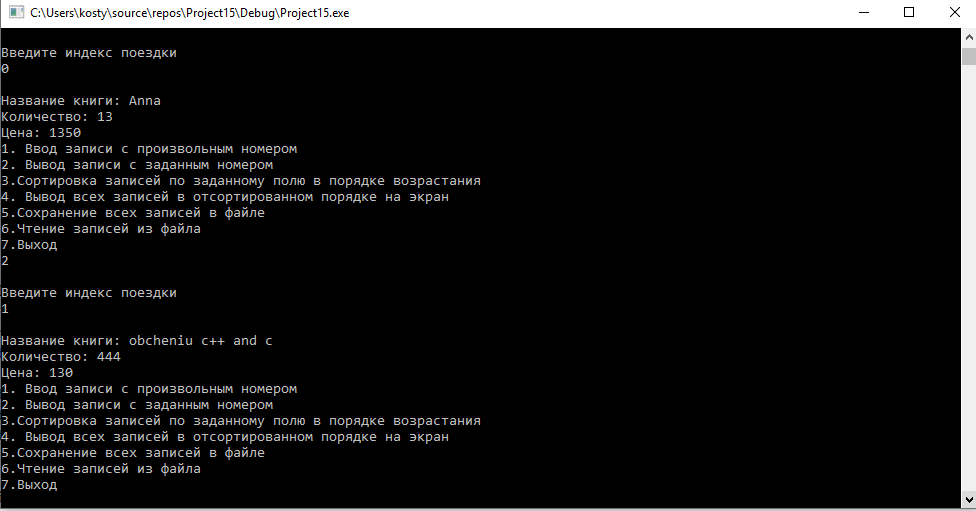 C:\Users\kosty\source\repos\Project15\Debug\Project15.exe
Введите индекс поездки
0
Название книги: Anna
Количество: 13
Цена: 1350
1. Ввод записи с произвольным номером
2. Вывод записи с заданным номером
3.Сортировка записей по заданному полю в порядке возрастания
4. Вывод всех записей в отсортированном порядке на экран
5.Сохранение всех записей в файле
6.Чтение записей из файла
7.Выход
2
Введите индекс поездки
1
Название книги: obcheniu c++ and c
Количество: 444
Цена: 130
1. Ввод записи с произвольным номером
2. Вывод записи с заданным номером
3.Сортировка записей по заданному полю в порядке возрастания
4. Вывод всех записей в отсортированном порядке на экран
5.Сохранение всех записей в файле
6.Чтение записей из файла
7.Выход